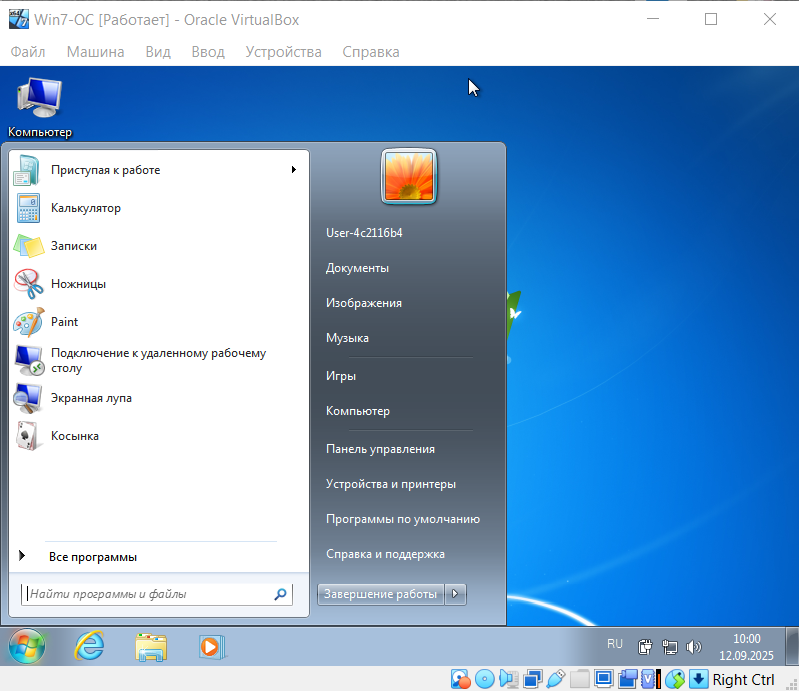 Win7-ОС [Работает] - Oracle VirtualBox
Файл Машина Вид Ввод Устройства Справка
Компьютер
Приступая к работе
Калькулятор
Записки
Ножницы
Paint
Подключение к удаленному рабочему
столу
Экранная лупа
Косынка
Все программы
Найти программы и файлы
User-4c2116b4
Документы
Изображения
Музыка
Игры
Компьютер
Панель управления
Устройства и принтеры
Программы по умолчанию
Справка и поддержка
Завершение работы
RU
10:00
12.09.2025
Right Ctrl